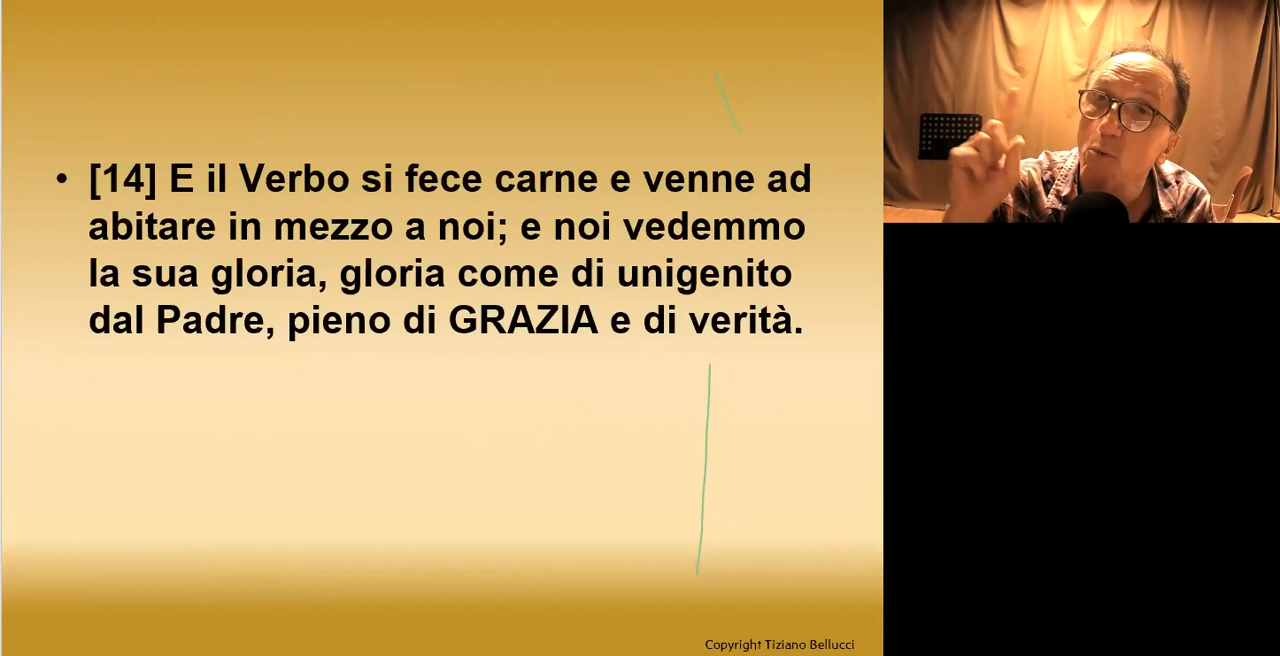 • [14] E il Verbo si fece carne e venne ad
abitare in mezzo a noi; e noi vedemmo
la sua gloria, gloria come di unigenito
dal Padre, pieno di GRAZIA e di verità.
Copyright Tiziano Bellucci